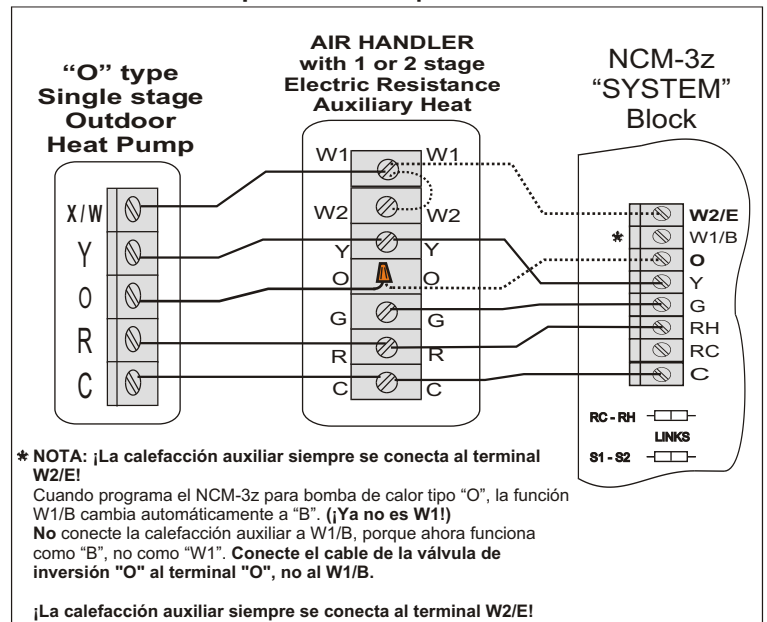 “O” type
Single stage
Outdoor
Heat Pump
AIR HANDLER
with 1 or 2 stage
Electric Resistance
Auxiliary Heat
NCM-3z
“SYSTEM”
Block
X/W
Y
O
R
C
W1
W2
Y
O
G
R
C
W1
W2
Y
O
G
R
C
W2/E
* W1/B
O
Y
G
RH
RC
C
RC - RH
LINKS
S1 - S2
* NOTA: ¡La calefacción auxiliar siempre se conecta al terminal
W2/E!
Cuando programa el NCM-3z para bomba de calor tipo “O”, la función
W1/B cambia automáticamente a “B”. (¡Ya no es W1!)
No conecte la calefacción auxiliar a W1/B, porque ahora funciona
como “B”, no como “W1”. Conecte el cable de la válvula de
inversión "O" al terminal "O", no al W1/B.
¡La calefacción auxiliar siempre se conecta al terminal W2/E!